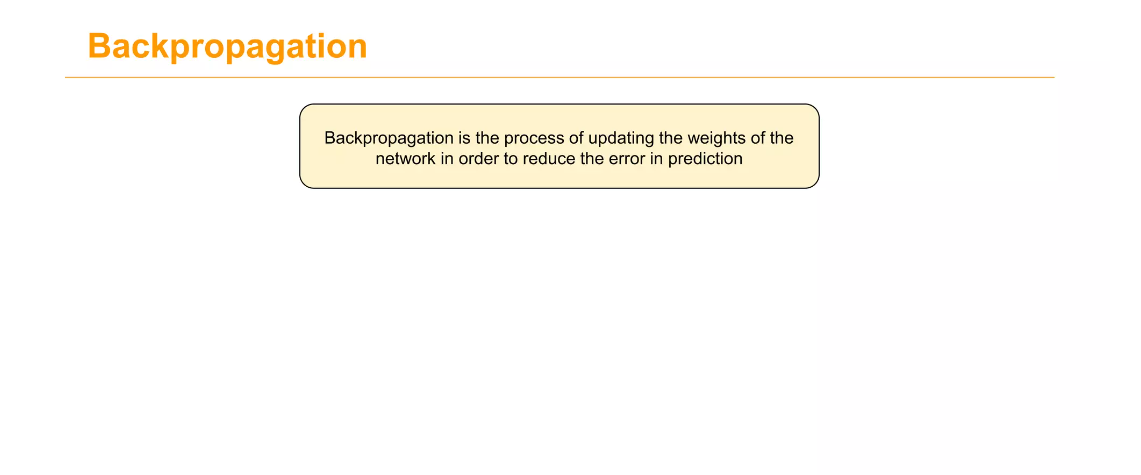 Backpropagation
Backpropagation is the process of updating the weights of the
network in order to reduce the error in prediction